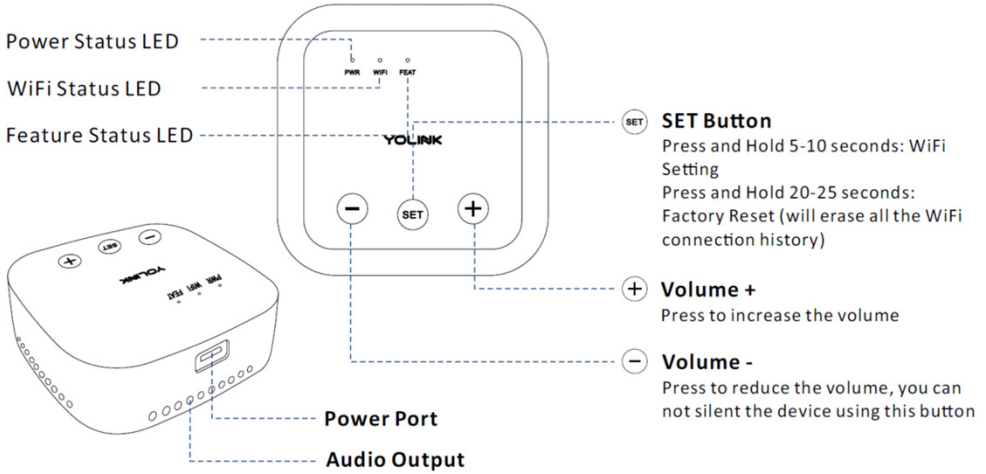 Power Status LED
WiFi Status LED
Feature Status LED
PWR WIFI FEAT
YOLINK
− SET +
SET SET Button
Press and Hold 5-10 seconds: WiFi
Setting
Press and Hold 20-25 seconds:
Factory Reset (will erase all the WiFi
connection history)
+ Volume +
Press to increase the volume
− Volume -
Press to reduce the volume, you can
not silent the device using this button
+ SET −
YOLINK
FEAT WIFI PWR
Power Port
Audio Output